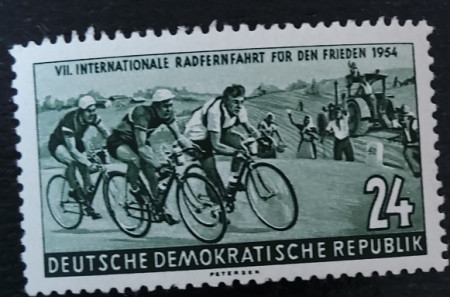 VII. INTERNATIONALE RADFERNFAHRT FÜR DEN FRIEDEN 1954
24
DEUTSCHE DEMOKRATISCHE REPUBLIK
PETERSEN